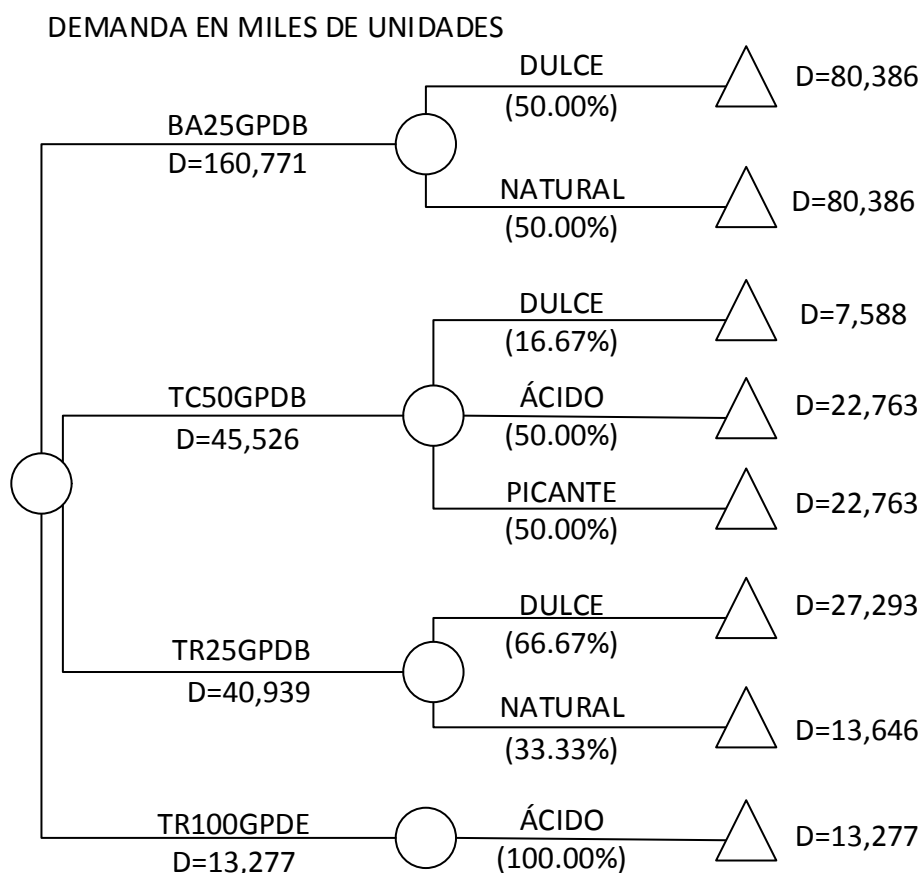 DEMANDA EN MILES DE UNIDADES
DULCE
(50.00%)
D=80,386
BA25GPDB
D=160,771
NATURAL
(50.00%)
D=80,386
DULCE
(16.67%)
D=7,588
TC50GPDB
D=45,526
ÁCIDO
(50.00%)
D=22,763
PICANTE
(50.00%)
D=22,763
DULCE
(66.67%)
D=27,293
TR25GPDB
D=40,939
NATURAL
(33.33%)
D=13,646
TR100GPDE
D=13,277
ÁCIDO
(100.00%)
D=13,277